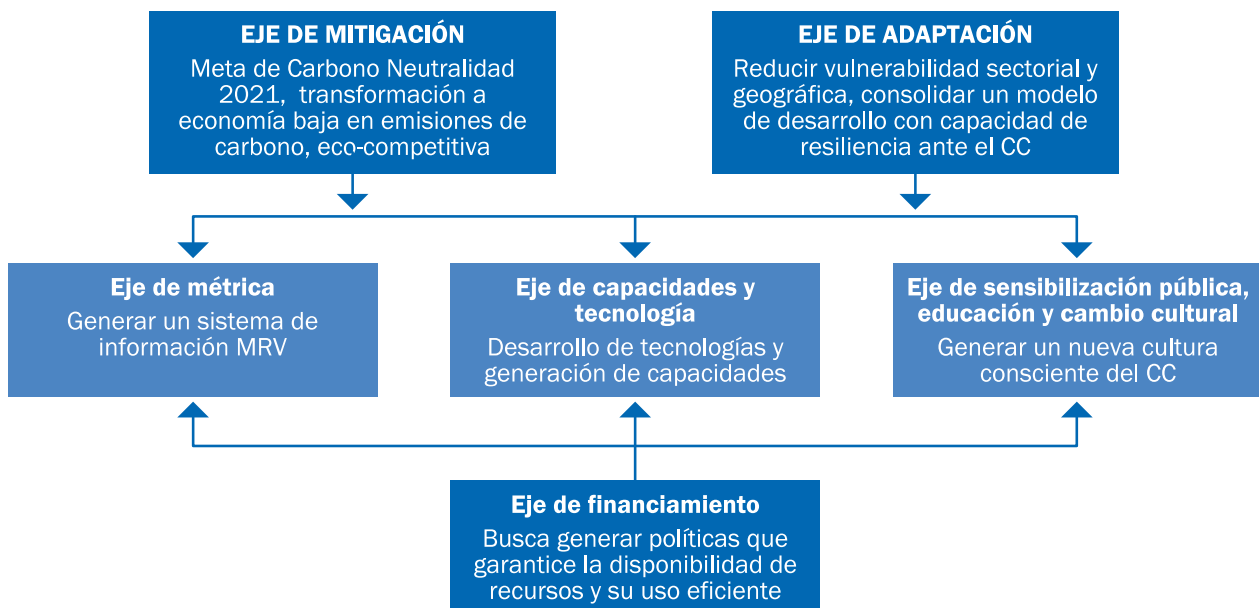 EJE DE MITIGACIÓN
Meta de Carbono Neutralidad
2021, transformación a
economía baja en emisiones de
carbono, eco-competitiva
EJE DE ADAPTACIÓN
Reducir vulnerabilidad sectorial y
geográfica, consolidar un modelo
de desarrollo con capacidad de
resiliencia ante el CC
Eje de métrica
Generar un sistema de
información MRV
Eje de capacidades y
tecnología
Desarrollo de tecnologías y
generación de capacidades
Eje de sensibilización pública,
educación y cambio cultural
Generar un nueva cultura
consciente del CC
Eje de financiamiento
Busca generar políticas que
garantice la disponibilidad de
recursos y su uso eficiente